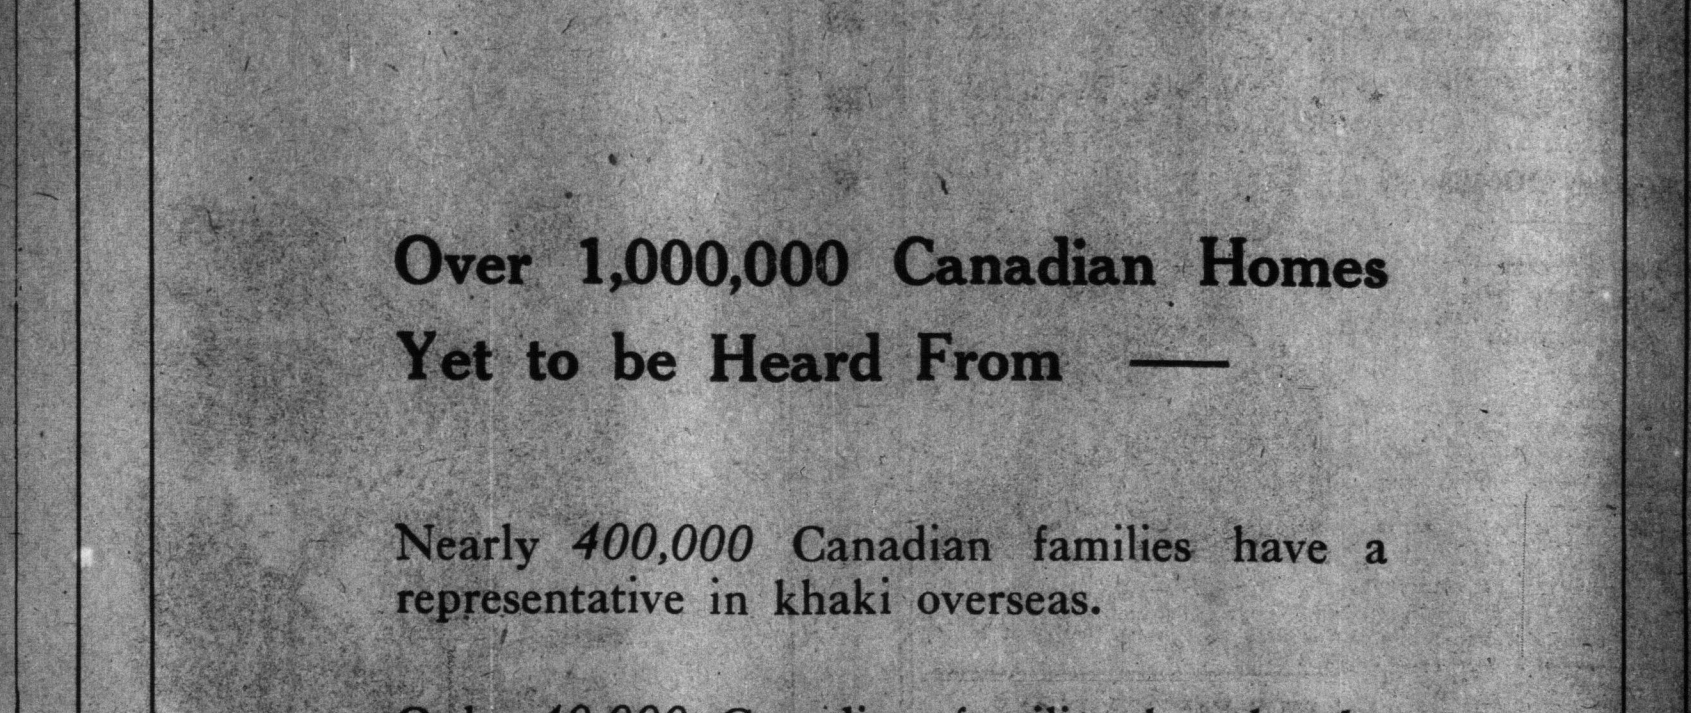 Over 1,000,000 Canadian Homes
Yet to be Heard From —
Nearly 400,000 Canadian families have a
representative in khaki overseas.